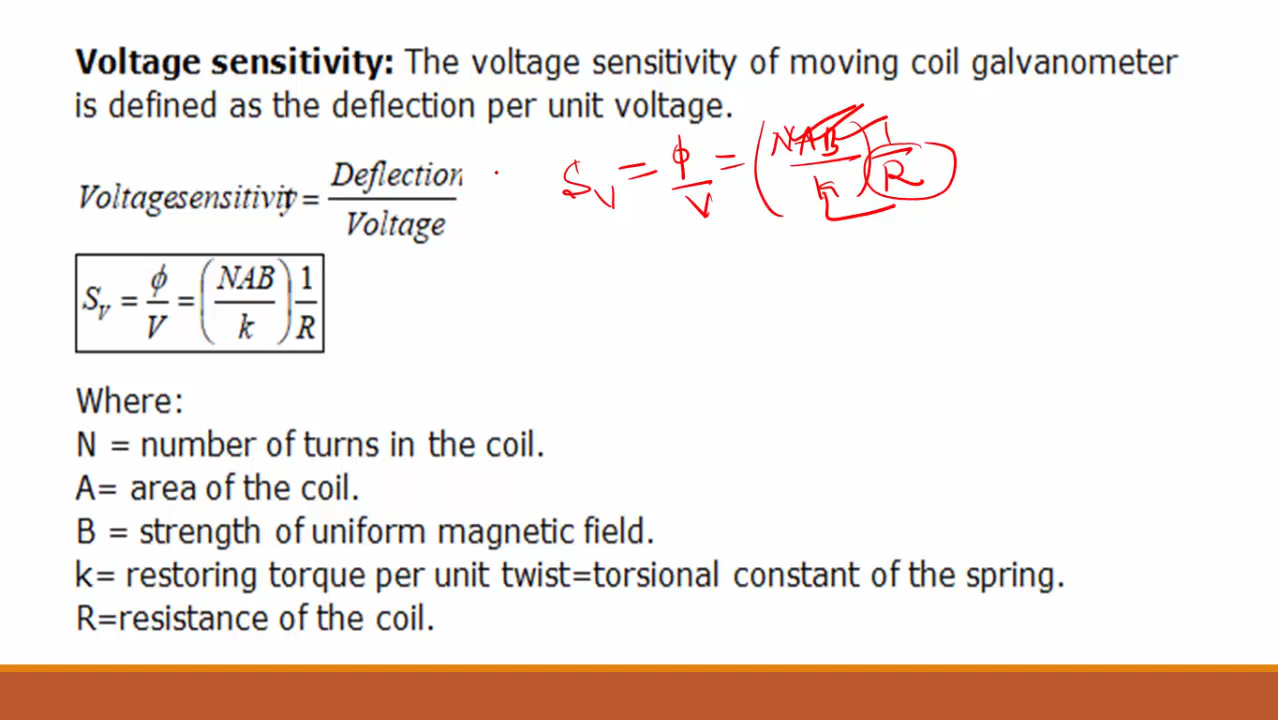 Voltage sensitivity: The voltage sensitivity of moving coil galvanometer
is defined as the deflection per unit voltage.
Voltagesensitivity = Deflection / Voltage
S_V = ϕ / V = (NAB / k) 1 / R
S_V = ϕ / V = (NAB / k) 1 / R
Where:
N = number of turns in the coil.
A= area of the coil.
B = strength of uniform magnetic field.
k= restoring torque per unit twist=torsional constant of the spring.
R=resistance of the coil.